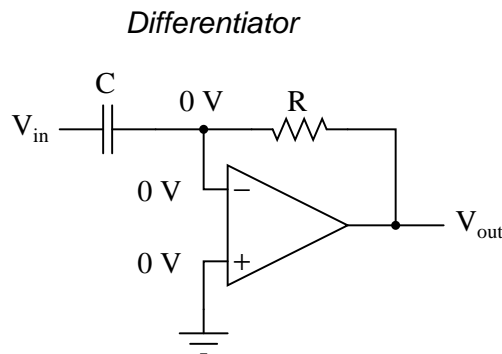 Differentiator
C
0 V
R
V_in
0 V
−
0 V
+
V_out